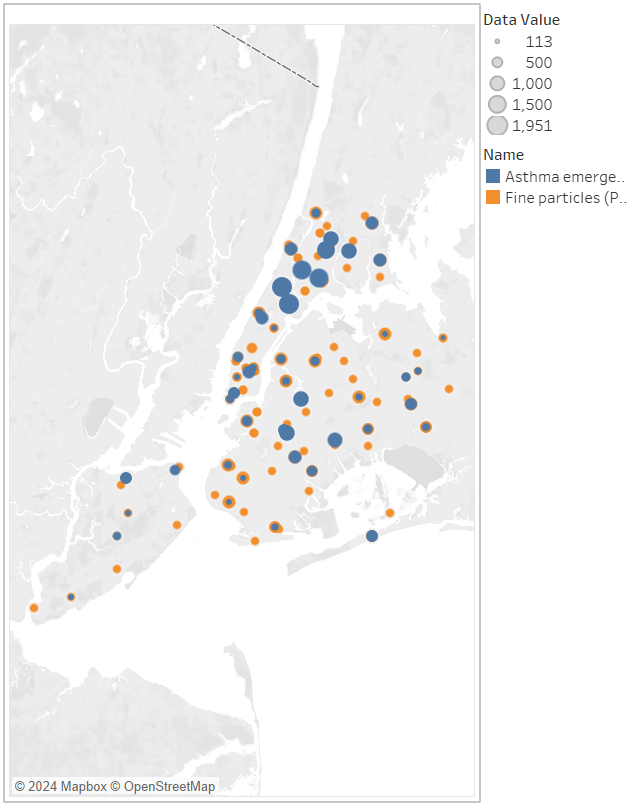 Data Value
113
500
1,000
1,500
1,951
Name
Asthma emerge..
Fine particles (P..
© 2024 Mapbox © OpenStreetMap